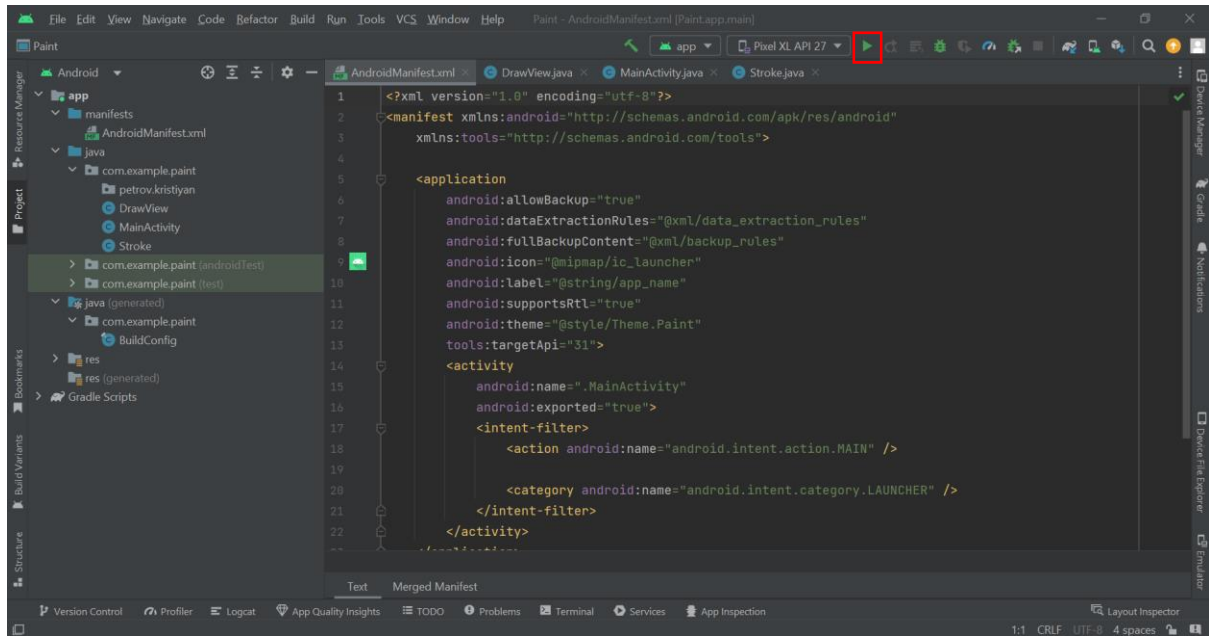 File Edit View Navigate Code Refactor Build Run Tools VCS Window Help Paint - AndroidManifest.xml [Paint.app.main]
Paint
app
Pixel XL API 27
Android
AndroidManifest.xml
DrawView.java
MainActivity.java
Stroke.java
Resource Manager
Project
Bookmarks
Build Variants
Structure
app
manifests
AndroidManifest.xml
java
com.example.paint
petrov.kristiyan
DrawView
MainActivity
Stroke
com.example.paint (androidTest)
com.example.paint (test)
java (generated)
com.example.paint
BuildConfig
res
res (generated)
Gradle Scripts
1 <?xml version="1.0" encoding="utf-8"?>
2 <manifest xmlns:android="http://schemas.android.com/apk/res/android"
3 xmlns:tools="http://schemas.android.com/tools">
4
5 <application
6 android:allowBackup="true"
7 android:dataExtractionRules="@xml/data_extraction_rules"
8 android:fullBackupContent="@xml/backup_rules"
9 android:icon="@mipmap/ic_launcher"
10 android:label="@string/app_name"
11 android:supportsRtl="true"
12 android:theme="@style/Theme.Paint"
13 tools:targetApi="31">
14 <activity
15 android:name=".MainActivity"
16 android:exported="true">
17 <intent-filter>
18 <action android:name="android.intent.action.MAIN" />
19
20 <category android:name="android.intent.category.LAUNCHER" />
21 </intent-filter>
22 </activity>
Device Manager
Gradle
Notifications
Device File Explorer
Emulator
Text Merged Manifest
Version Control Profiler Logcat App Quality Insights TODO Problems Terminal Services App Inspection Layout Inspector
1:1 CRLF UTF-8 4 spaces